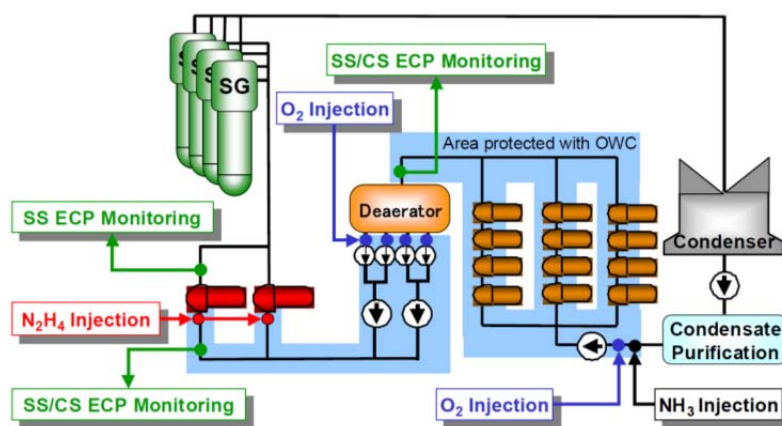 SS/CS ECP Monitoring
S
S
S
SG
O₂ Injection
Area protected with OWC
SS ECP Monitoring
Deaerator
Condenser
N₂H₄ Injection
Condensate
Purification
SS/CS ECP Monitoring
O₂ Injection
NH₃ Injection